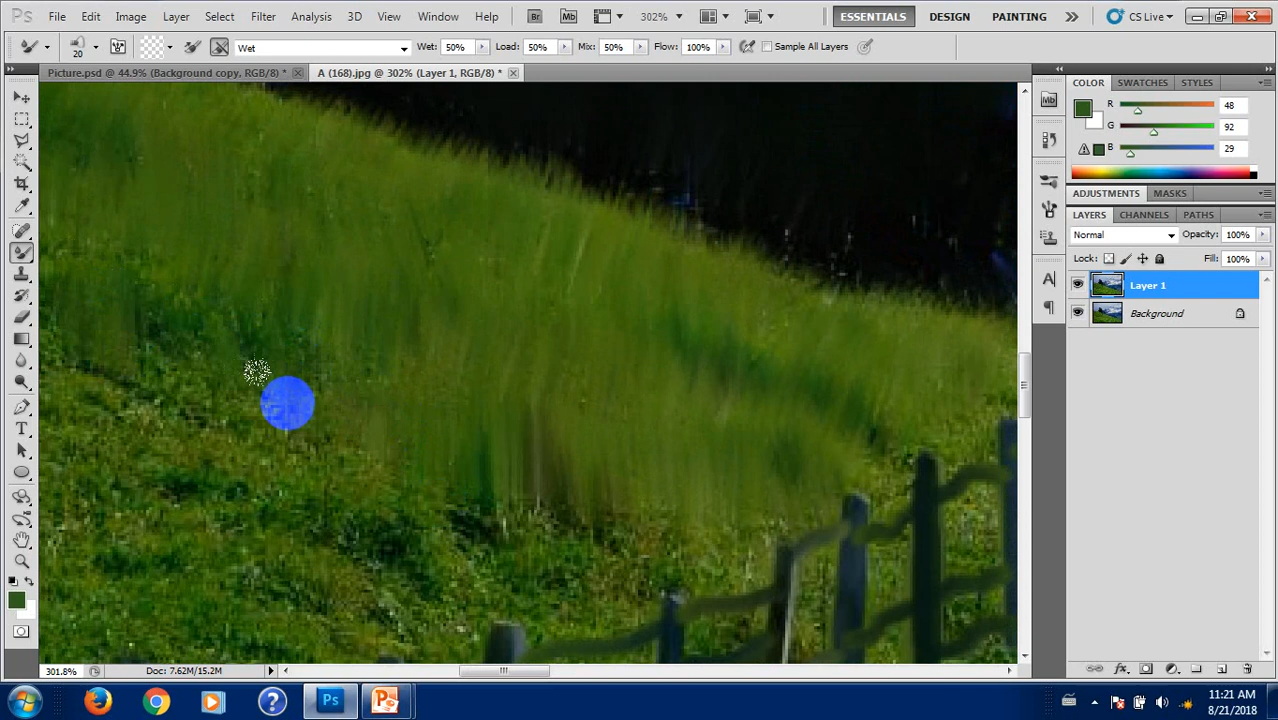 Ps File Edit Image Layer Select Filter Analysis 3D View Window Help Br Mb 302% ESSENTIALS DESIGN PAINTING CS Live
20 Wet Wet: 50% Load: 50% Mix: 50% Flow: 100% Sample All Layers
Picture.psd @ 44.9% (Background copy, RGB/8) * A (168).jpg @ 302% (Layer 1, RGB/8) *
COLOR SWATCHES STYLES
R 48
G 92
B 29
ADJUSTMENTS MASKS
LAYERS CHANNELS PATHS
Normal Opacity: 100%
Lock: Fill: 100%
Layer 1
Background
301.8% Doc: 7.62M/15.2M
11:21 AM
8/21/2018